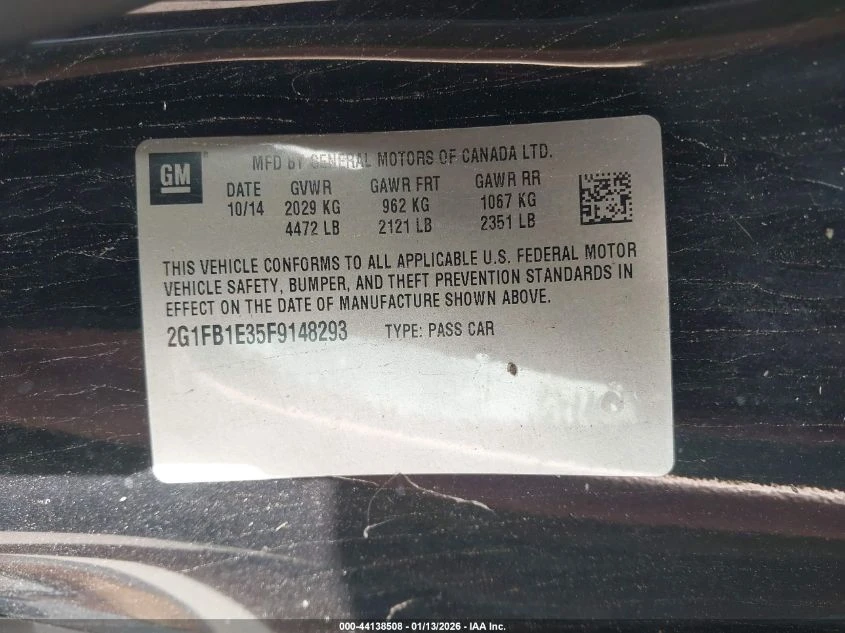 GM
MFD BY GENERAL MOTORS OF CANADA LTD.
DATE GVWR GAWR FRT GAWR RR
10/14 2029 KG 962 KG 1067 KG
4472 LB 2121 LB 2351 LB
THIS VEHICLE CONFORMS TO ALL APPLICABLE U.S. FEDERAL MOTOR
VEHICLE SAFETY, BUMPER, AND THEFT PREVENTION STANDARDS IN
EFFECT ON THE DATE OF MANUFACTURE SHOWN ABOVE.
2G1FB1E35F9148293 TYPE: PASS CAR
000-44138508 - 01/13/2026 - IAA Inc.